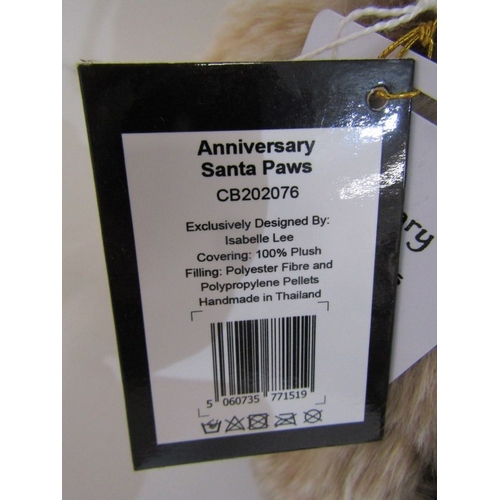 Anniversary
Santa Paws
CB202076
Exclusively Designed By:
Isabelle Lee
Covering: 100% Plush
Filling: Polyester Fibre and
Polypropylene Pellets
Handmade in Thailand
5 060735 771519